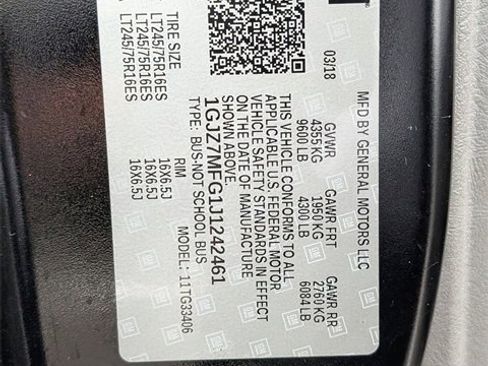 MFD BY GENERAL MOTORS LLC
03/18 GVWR GAWR FRT GAWR RR
4355 KG 1950 KG 2760 KG
9600 LB 4300 LB 6084 LB
THIS VEHICLE CONFORMS TO ALL
APPLICABLE U.S. FEDERAL MOTOR
VEHICLE SAFETY STANDARDS IN EFFECT
ON THE DATE OF MANUFACTURE
SHOWN ABOVE.
1GJZ7MFG1J1242461
TYPE: BUS-NOT SCHOOL BUS MODEL: 11TG33406
TIRE SIZE RIM
LT245/75R16ES 16X6.5J
LT245/75R16ES 16X6.5J
LT245/75R16ES 16X6.5J